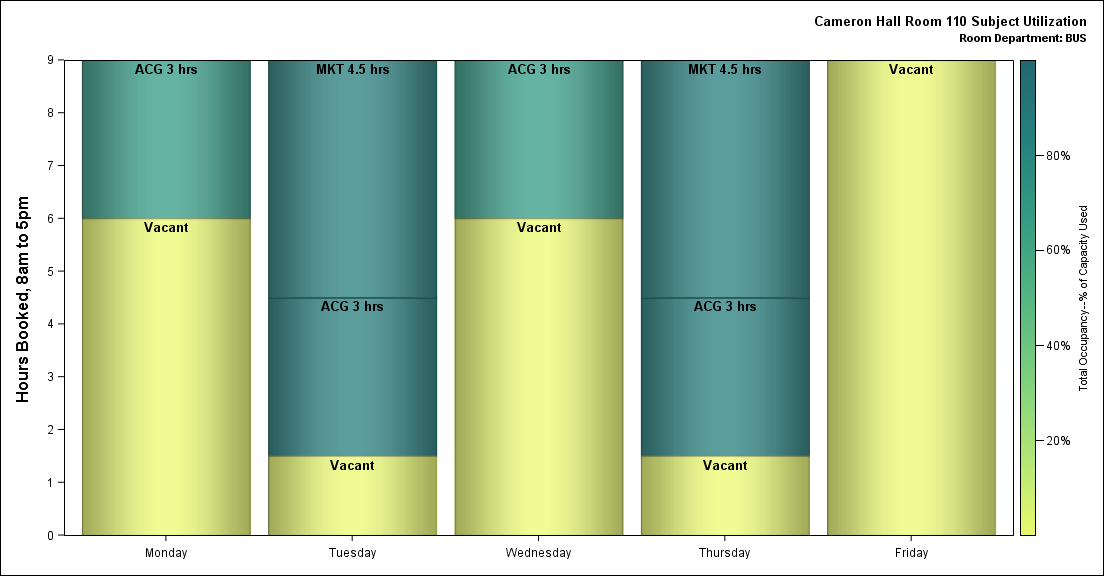 Cameron Hall Room 110 Subject Utilization
Room Department: BUS
Hours Booked, 8am to 5pm
9
8
7
6
5
4
3
2
1
0
ACG 3 hrs
Vacant
MKT 4.5 hrs
ACG 3 hrs
Vacant
ACG 3 hrs
Vacant
MKT 4.5 hrs
ACG 3 hrs
Vacant
Vacant
Monday
Tuesday
Wednesday
Thursday
Friday
80%
60%
40%
20%
Total Occupancy--% of Capacity Used